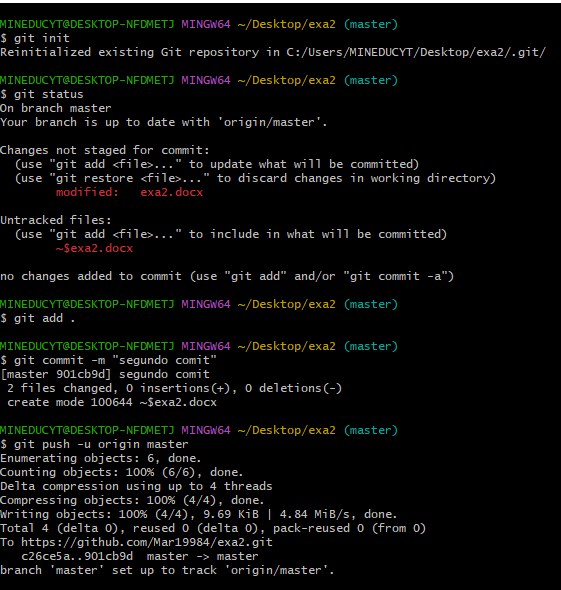 MINEDUCYT@DESKTOP-NFDMETJ MINGW64 ~/Desktop/exa2 (master)
$ git init
Reinitialized existing Git repository in C:/Users/MINEDUCYT/Desktop/exa2/.git/
MINEDUCYT@DESKTOP-NFDMETJ MINGW64 ~/Desktop/exa2 (master)
$ git status
On branch master
Your branch is up to date with 'origin/master'.
Changes not staged for commit:
(use "git add <file>..." to update what will be committed)
(use "git restore <file>..." to discard changes in working directory)
modified:   exa2.docx
Untracked files:
(use "git add <file>..." to include in what will be committed)
~$exa2.docx
no changes added to commit (use "git add" and/or "git commit -a")
MINEDUCYT@DESKTOP-NFDMETJ MINGW64 ~/Desktop/exa2 (master)
$ git add .
MINEDUCYT@DESKTOP-NFDMETJ MINGW64 ~/Desktop/exa2 (master)
$ git commit -m "segundo comit"
[master 901cb9d] segundo comit
2 files changed, 0 insertions(+), 0 deletions(-)
create mode 100644 ~$exa2.docx
MINEDUCYT@DESKTOP-NFDMETJ MINGW64 ~/Desktop/exa2 (master)
$ git push -u origin master
Enumerating objects: 6, done.
Counting objects: 100% (6/6), done.
Delta compression using up to 4 threads
Compressing objects: 100% (4/4), done.
Writing objects: 100% (4/4), 9.69 KiB | 4.84 MiB/s, done.
Total 4 (delta 0), reused 0 (delta 0), pack-reused 0 (from 0)
To https://github.com/Mar19984/exa2.git
c26ce5a..901cb9d  master -> master
branch 'master' set up to track 'origin/master'.